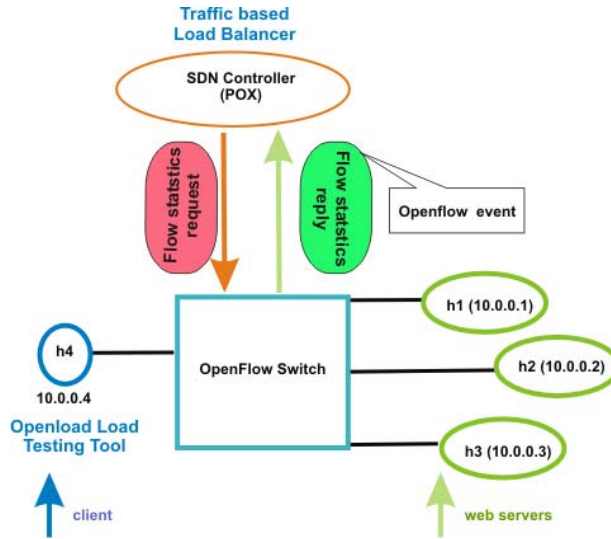 Traffic based
Load Balancer
SDN Controller
(POX)
Flow statstics
request
Flow statstics
reply
Openflow event
h1 (10.0.0.1)
h4
OpenFlow Switch
h2 (10.0.0.2)
10.0.0.4
Openload Load
Testing Tool
h3 (10.0.0.3)
client
web servers